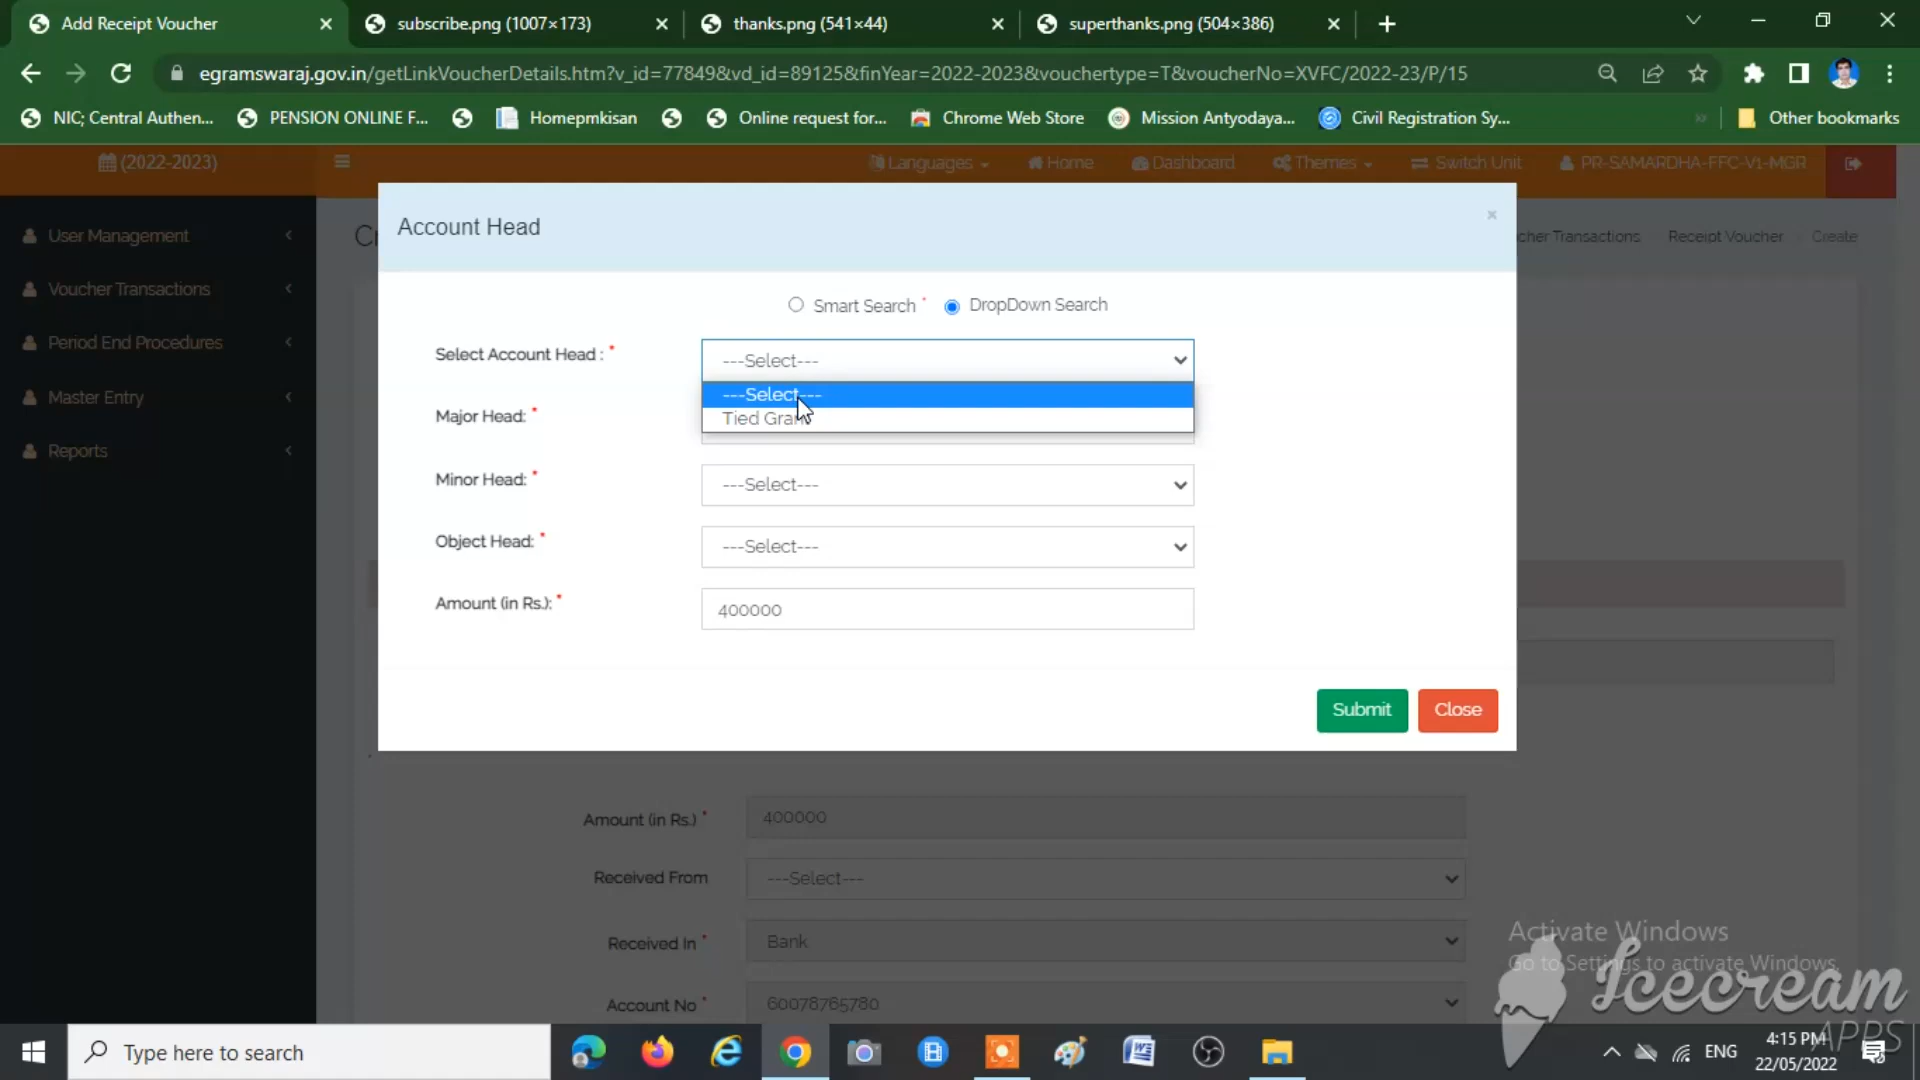 Add Receipt Voucher
subscribe.png (1007×173)
thanks.png (541×44)
superthanks.png (504×386)
egramswaraj.gov.in/getLinkVoucherDetails.htm?v_id=77849&vd_id=89125&finYear=2022-2023&vouchertype=T&voucherNo=XVFC/2022-23/P/15
NIC; Central Authen...
PENSION ONLINE F...
Homepmkisan
Online request for...
Chrome Web Store
Mission Antyodaya...
Civil Registration Sy...
»
Other bookmarks
(2022-2023)
Languages
Home
Dashboard
Themes
Switch Unit
PR-SAMARDHA-FFC-V1-MGR
User Management
Voucher Transactions
Period End Procedures
Master Entry
Reports
Cr
cher Transactions
Receipt Voucher
Create
Account Head
×
Smart Search *
DropDown Search
Select Account Head : *
---Select---
---Select---
Tied Grant
Major Head: *
Minor Head: *
---Select---
Object Head: *
---Select---
Amount (in Rs.): *
400000
Submit
Close
Amount (in Rs.) *
400000
Received From
---Select---
Received In *
Bank
Account No *
60078765780
Activate Windows
Go to Settings to activate Windows.
Icecream
APPS
Type here to search
ENG
4:15 PM
22/05/2022